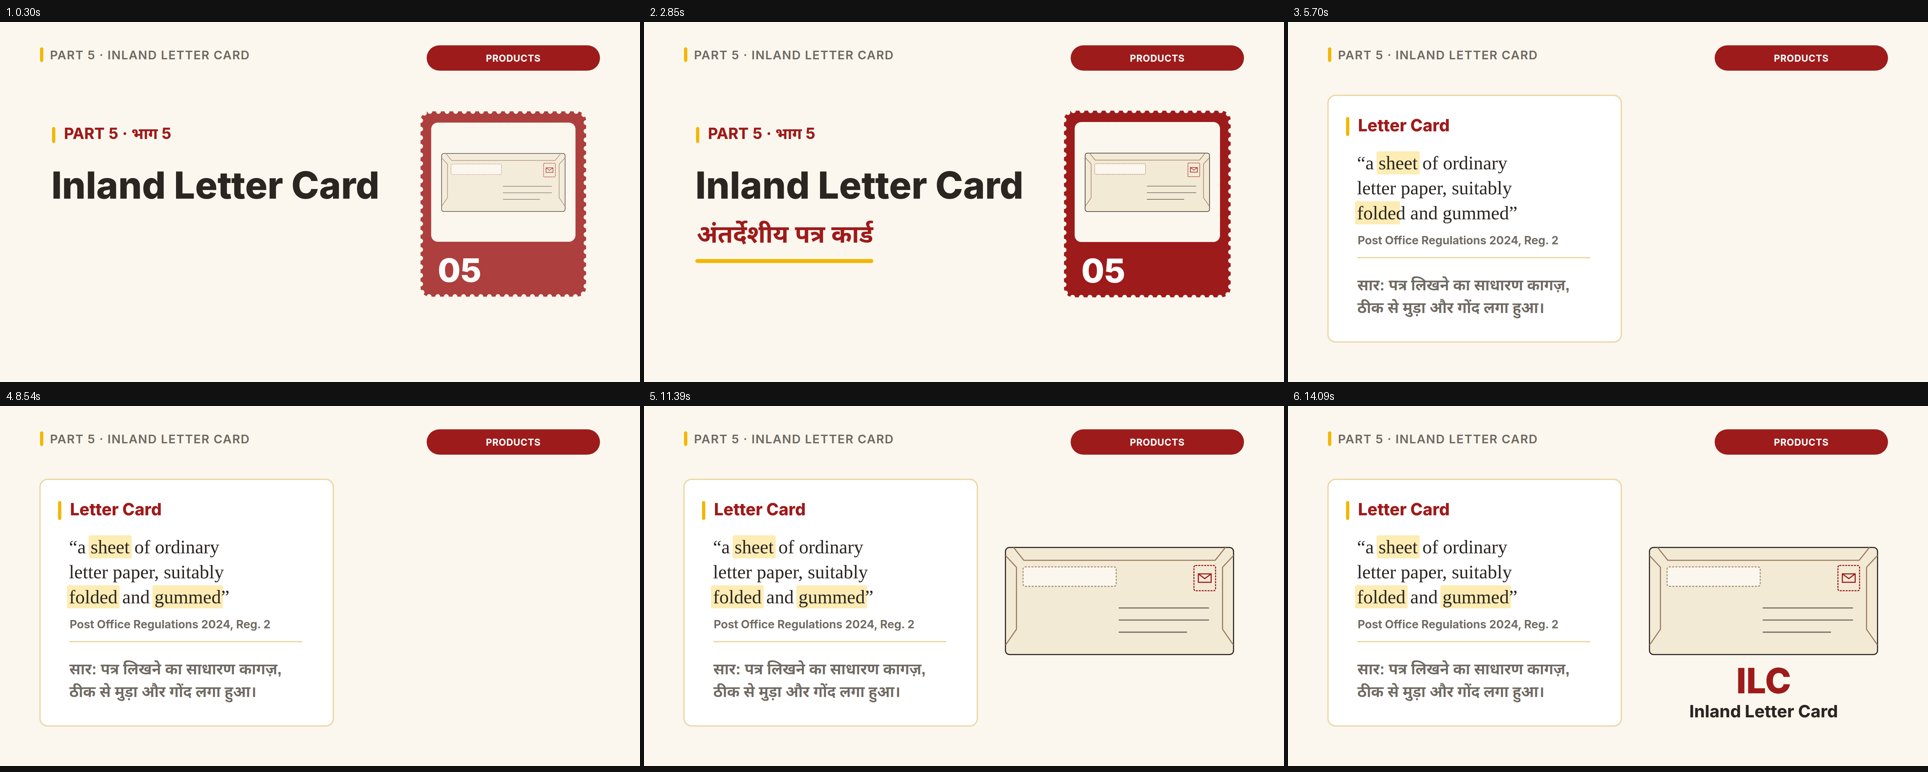 1. 0.30s
PART 5 · INLAND LETTER CARD
PRODUCTS
PART 5 · भाग 5
Inland Letter Card
05
2. 2.85s
PART 5 · INLAND LETTER CARD
PRODUCTS
PART 5 · भाग 5
Inland Letter Card
अंतर्देशीय पत्र कार्ड
05
3. 5.70s
PART 5 · INLAND LETTER CARD
PRODUCTS
Letter Card
“a sheet of ordinary
letter paper, suitably
folded and gummed”
Post Office Regulations 2024, Reg. 2
सार: पत्र लिखने का साधारण कागज़,
ठीक से मुड़ा और गोंद लगा हुआ।
4. 8.54s
PART 5 · INLAND LETTER CARD
PRODUCTS
Letter Card
“a sheet of ordinary
letter paper, suitably
folded and gummed”
Post Office Regulations 2024, Reg. 2
सार: पत्र लिखने का साधारण कागज़,
ठीक से मुड़ा और गोंद लगा हुआ।
5. 11.39s
PART 5 · INLAND LETTER CARD
PRODUCTS
Letter Card
“a sheet of ordinary
letter paper, suitably
folded and gummed”
Post Office Regulations 2024, Reg. 2
सार: पत्र लिखने का साधारण कागज़,
ठीक से मुड़ा और गोंद लगा हुआ।
6. 14.09s
PART 5 · INLAND LETTER CARD
PRODUCTS
Letter Card
“a sheet of ordinary
letter paper, suitably
folded and gummed”
Post Office Regulations 2024, Reg. 2
सार: पत्र लिखने का साधारण कागज़,
ठीक से मुड़ा और गोंद लगा हुआ।
ILC
Inland Letter Card